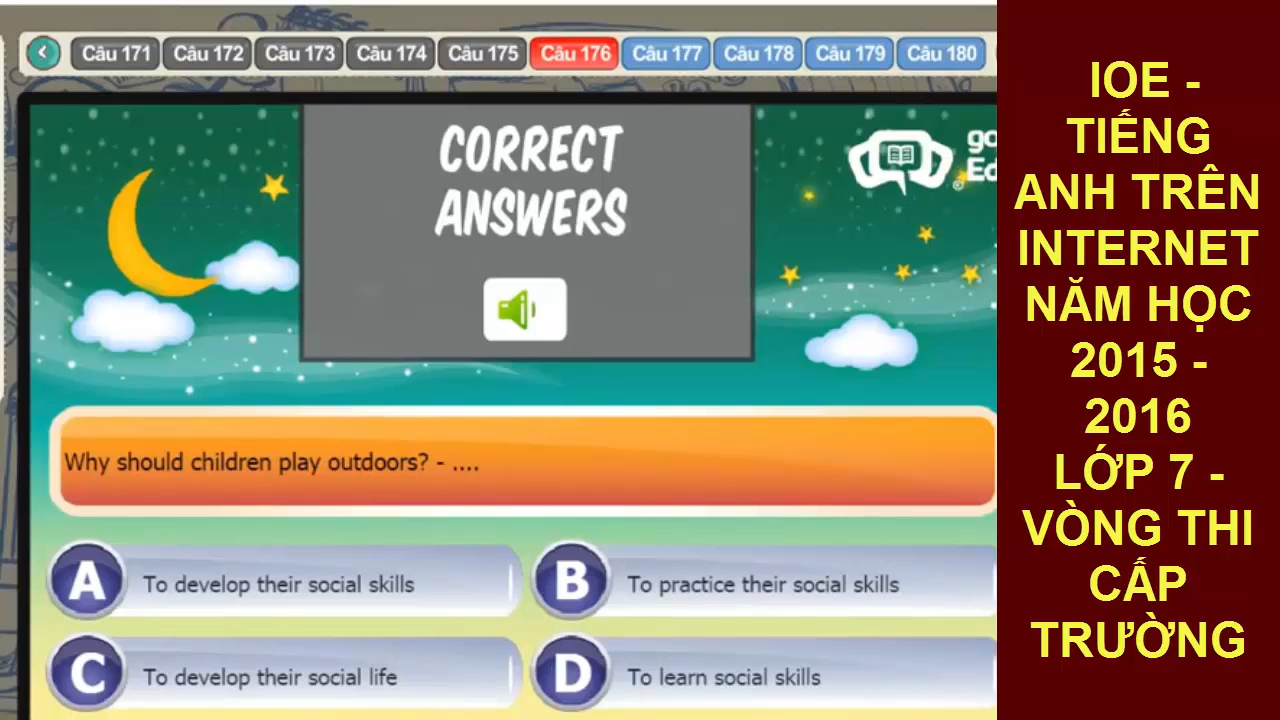 Câu 171 Câu 172 Câu 173 Câu 174 Câu 175 Câu 176 Câu 177 Câu 178 Câu 179 Câu 180
CORRECT
ANSWERS
Why should children play outdoors? - ....
A To develop their social skills
B To practice their social skills
C To develop their social life
D To learn social skills
IOE -
TIẾNG
ANH TRÊN
INTERNET
NĂM HỌC
2015 -
2016
LỚP 7 -
VÒNG THI
CẤP
TRƯỜNG